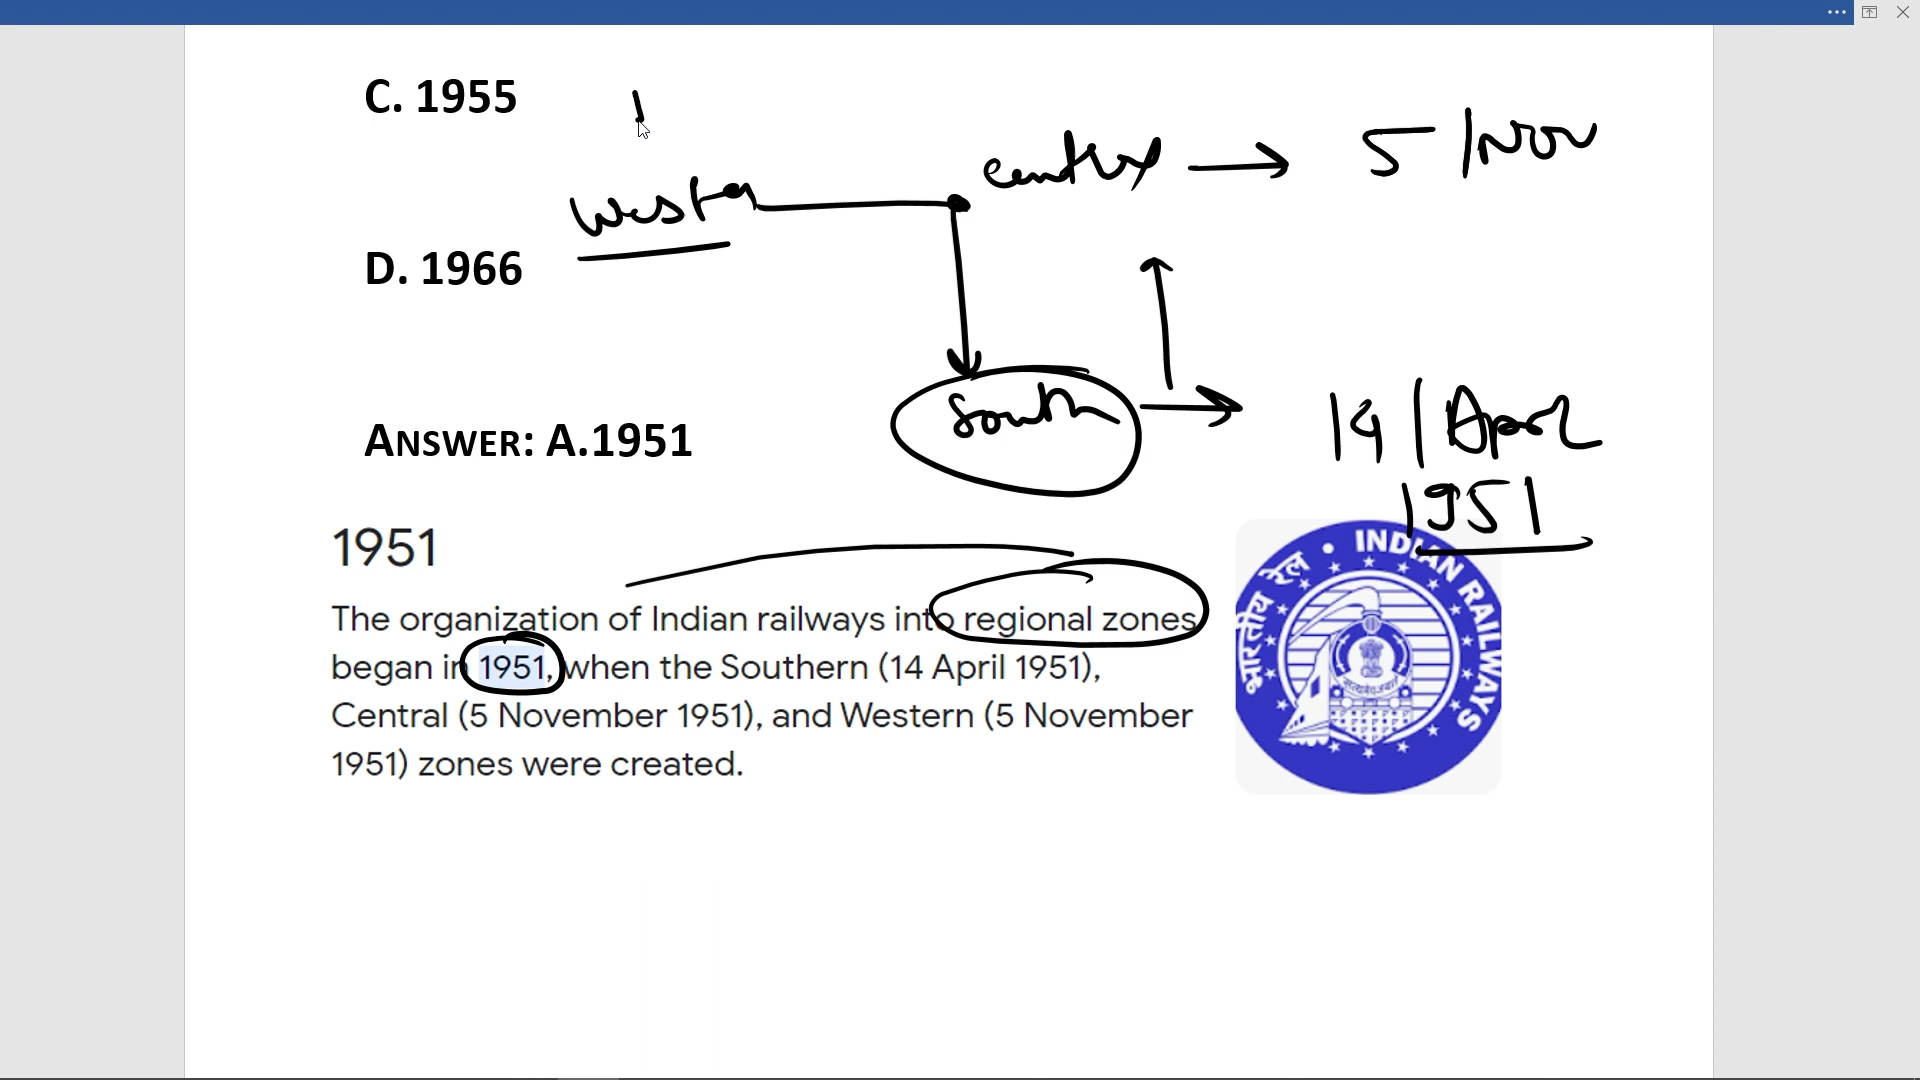 C. 1955
central → 5 /Nov
Western
D. 1966
South → 14 / April
1951
ANSWER: A.1951
1951
The organization of Indian railways into regional zones
began in 1951, when the Southern (14 April 1951),
Central (5 November 1951), and Western (5 November
1951) zones were created.
भारतीय रेल • INDIAN RAILWAYS